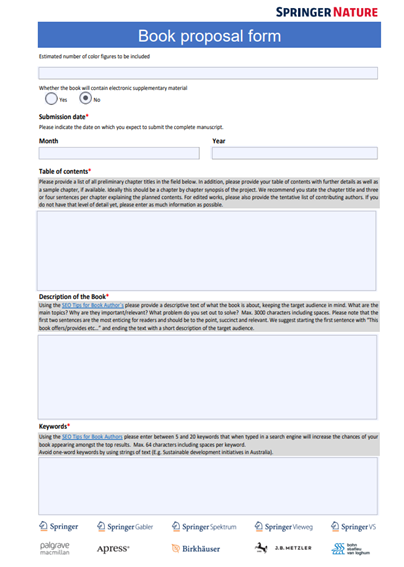 SPRINGER NATURE
Book proposal form
Estimated number of color figures to be included
Whether the book will contain electronic supplementary material
Yes No
Submission date*
Please indicate the date on which you expect to submit the complete manuscript.
Month Year
Table of contents*
Please provide a list of all preliminary chapter titles in the field below. In addition, please provide your table of contents with further details as well as
a sample chapter, if available. Ideally this should be a chapter by chapter synopsis of the project. We recommend you state the chapter title and three
or four sentences per chapter explaining the planned contents. For edited works, please also provide the tentative list of contributing authors. If you
do not have that level of detail yet, please enter as much information as possible.
Description of the Book*
Using the SEO Tips for Book Author's please provide a descriptive text of what the book is about, keeping the target audience in mind. What are the
main topics? Why are they important/relevant? What problem do you set out to solve? Max. 3000 characters including spaces. Please note that the
first two sentences are the most enticing for readers and should be to the point, succinct and relevant. We suggest starting the first sentence with "This
book offers/provides etc..." and ending the text with a short description of the target audience.
Keywords*
Using the SEO Tips for Book Authors please enter between 5 and 20 keywords that when typed in a search engine will increase the chances of your
book appearing amongst the top results. Max. 64 characters including spaces per keyword.
Avoid one-word keywords by using strings of text (E.g. Sustainable development initiatives in Australia).
Springer Springer Gabler Springer Spektrum Springer Vieweg Springer VS
palgrave macmillan Apress® Birkhäuser J.B. METZLER bohn stafleu van loghum